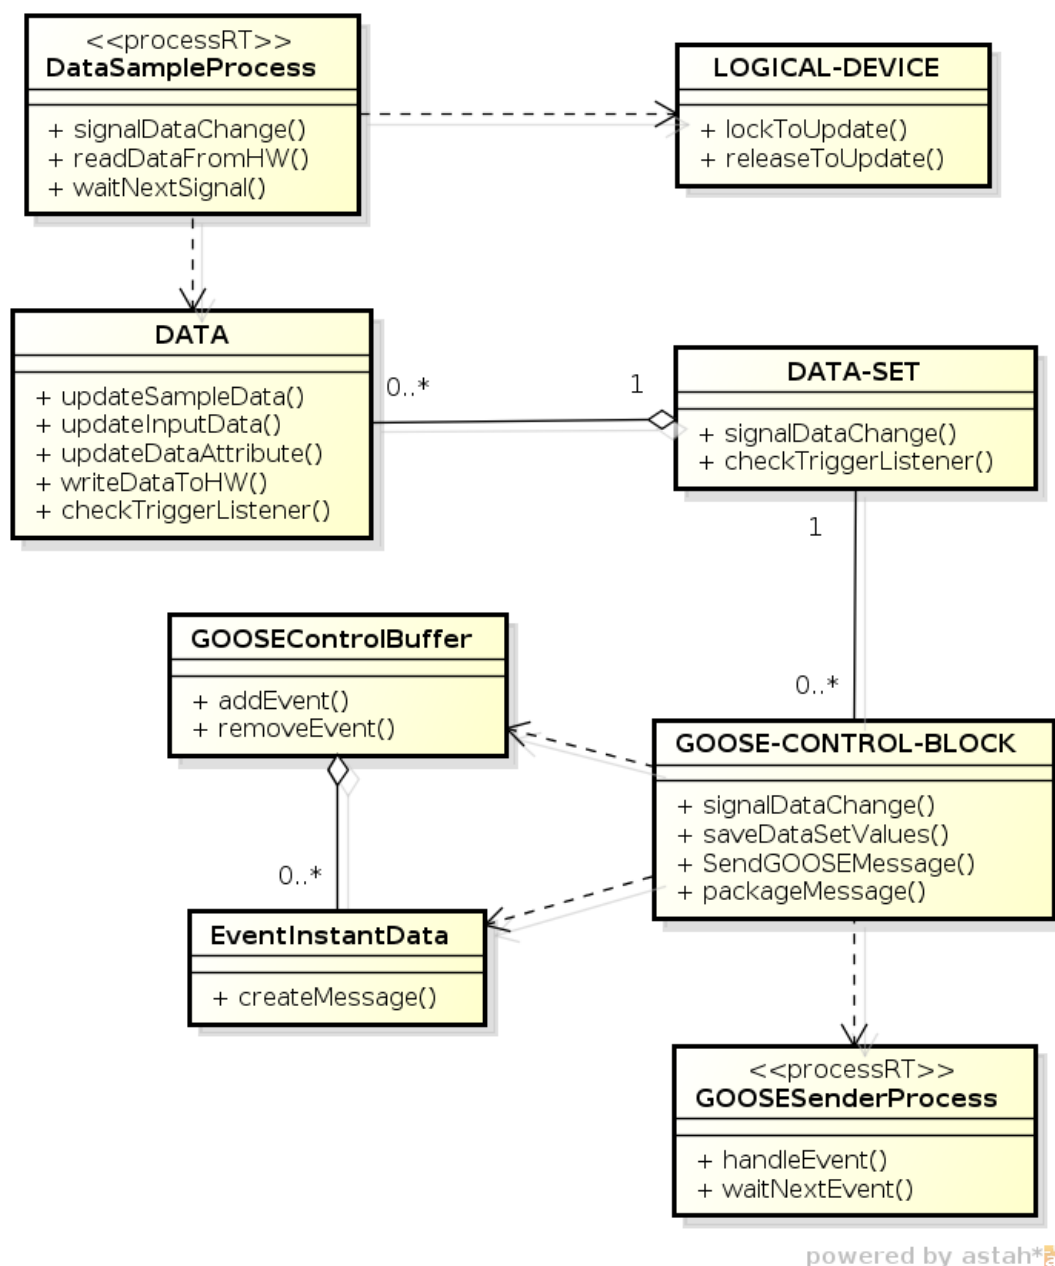 <<processRT>>
DataSampleProcess
+ signalDataChange()
+ readDataFromHW()
+ waitNextSignal()
LOGICAL-DEVICE
+ lockToUpdate()
+ releaseToUpdate()
DATA
+ updateSampleData()
+ updateInputData()
+ updateDataAttribute()
+ writeDataToHW()
+ checkTriggerListener()
0..*
1
DATA-SET
+ signalDataChange()
+ checkTriggerListener()
1
0..*
GOOSEControlBuffer
+ addEvent()
+ removeEvent()
GOOSE-CONTROL-BLOCK
+ signalDataChange()
+ saveDataSetValues()
+ SendGOOSEMessage()
+ packageMessage()
0..*
EventInstantData
+ createMessage()
<<processRT>>
GOOSESenderProcess
+ handleEvent()
+ waitNextEvent()
powered by astah*